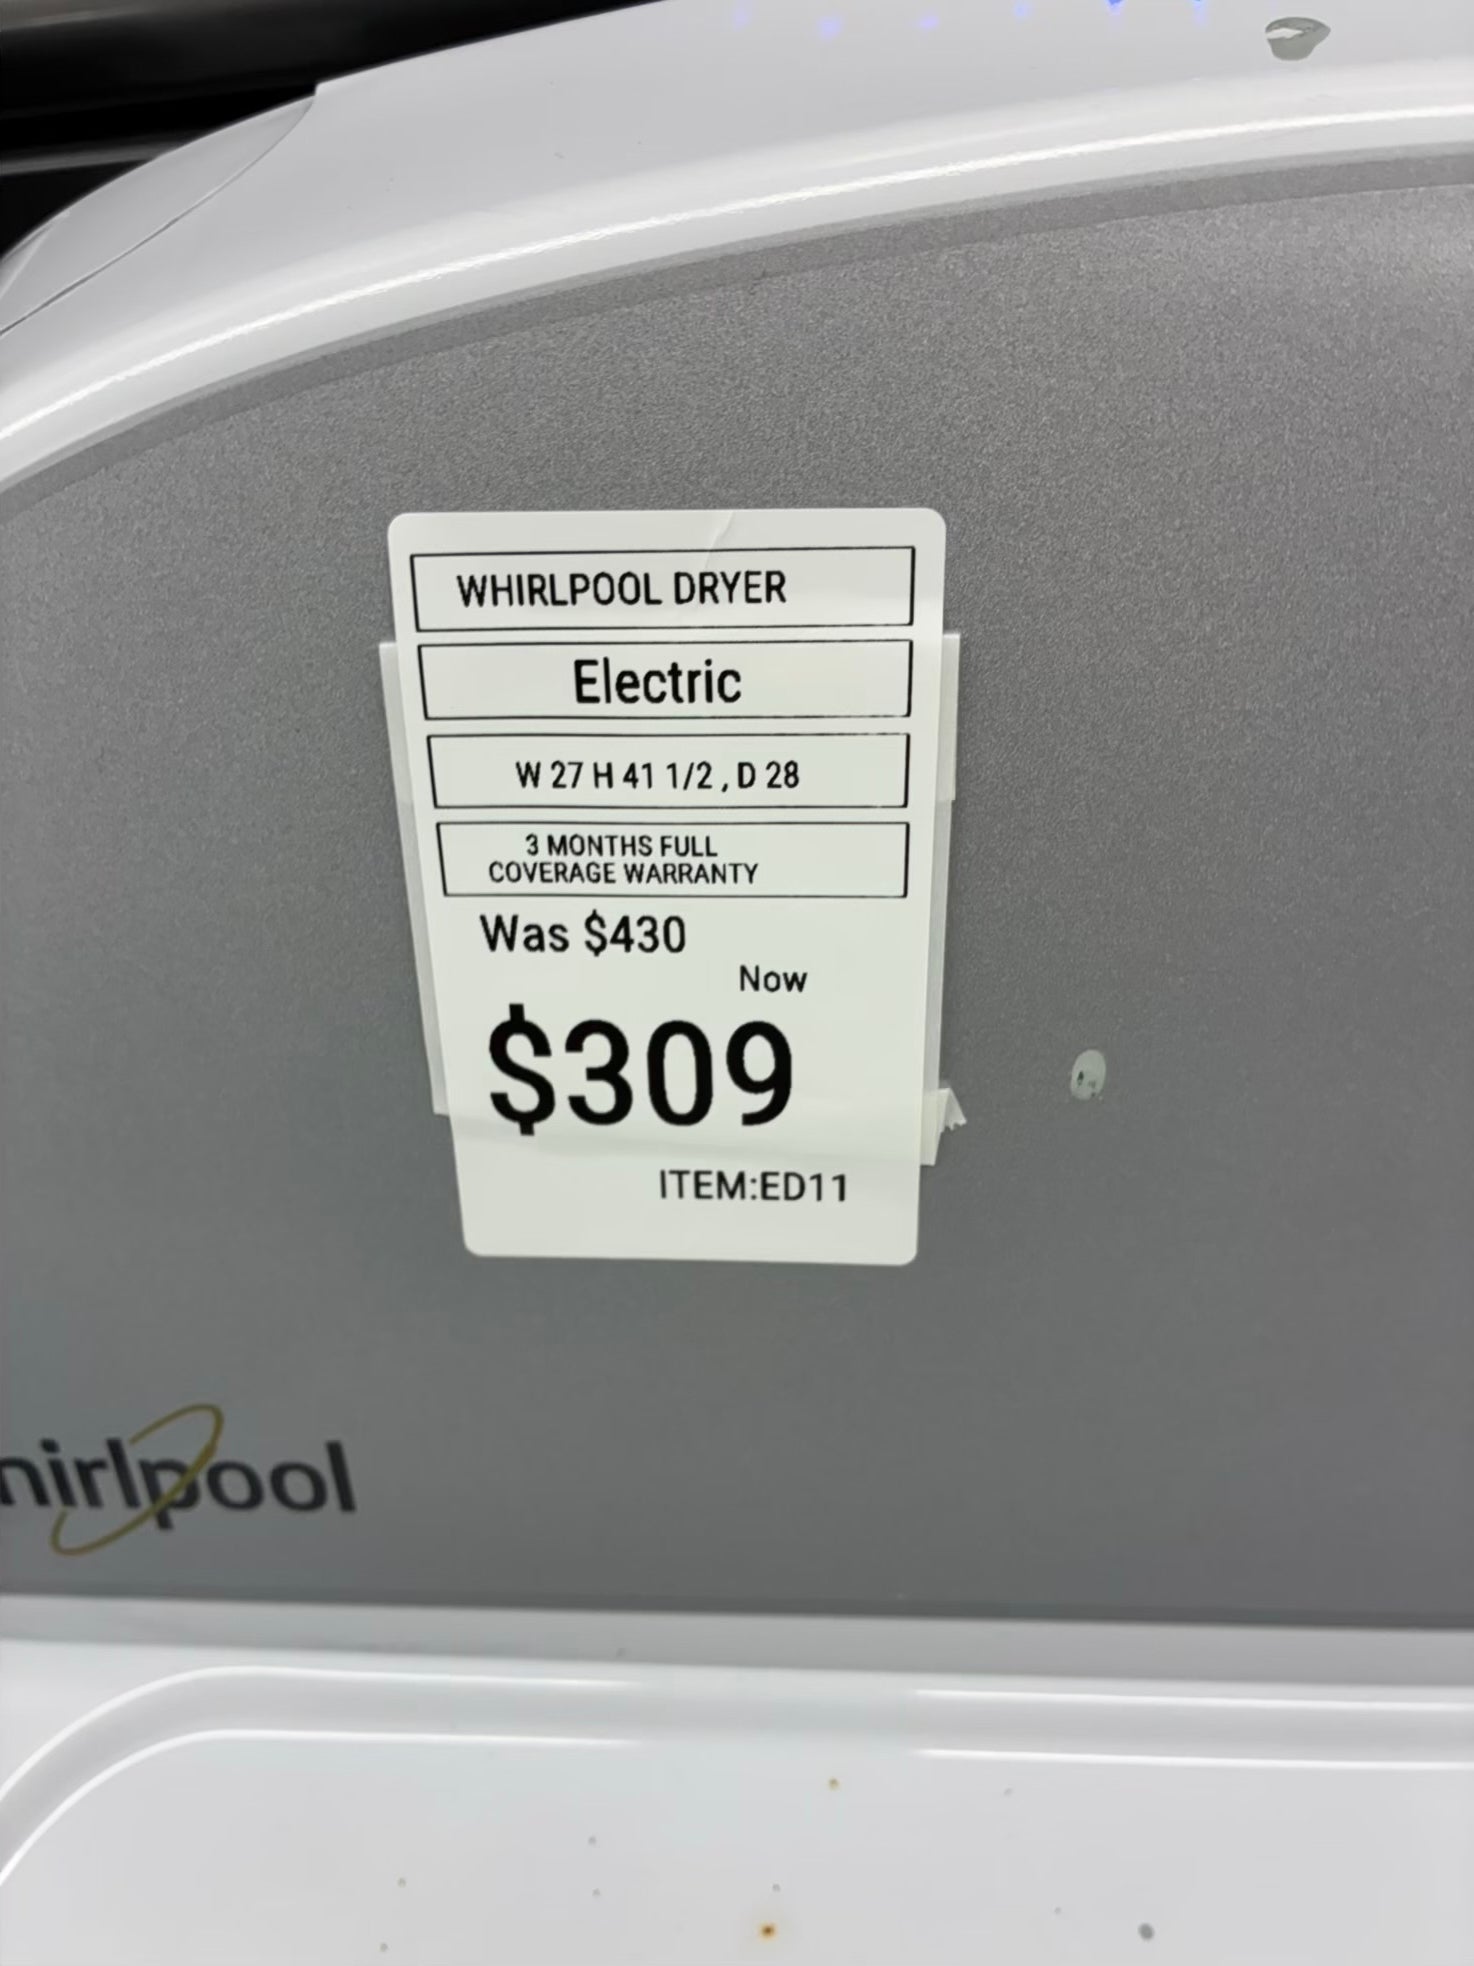 WHIRLPOOL DRYER
Electric
W 27 H 41 1/2 , D 28
3 MONTHS FULL
COVERAGE WARRANTY
Was $430
Now
$309
ITEM:ED11
hirlpool